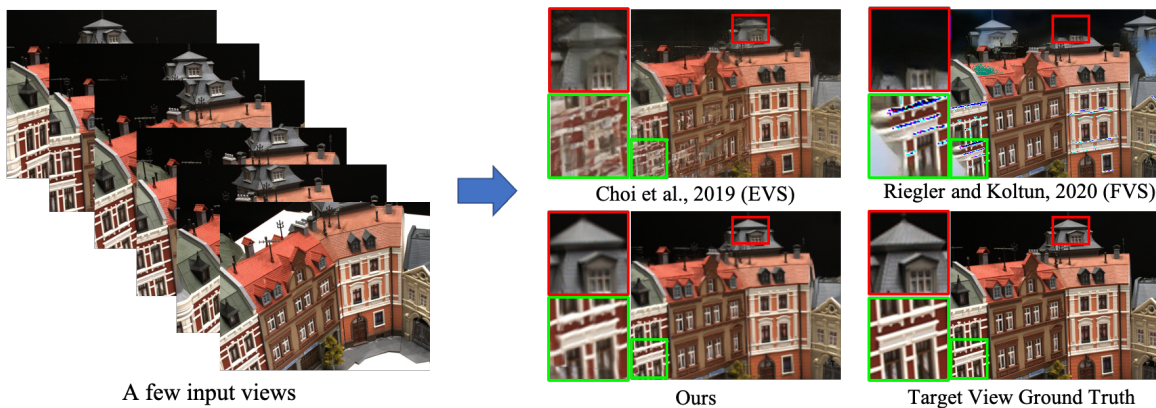 Choi et al., 2019 (EVS)
Riegler and Koltun, 2020 (FVS)
A few input views
Ours
Target View Ground Truth